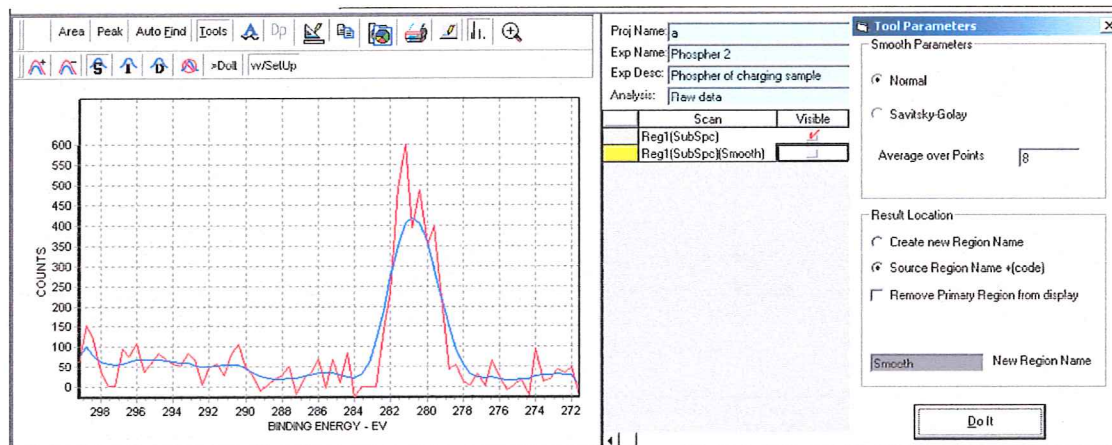 Area Peak Auto Find Tools Dp
S I D >DoIt w/SetUp
COUNTS
600
550
500
450
400
350
300
250
200
150
100
50
0
298 296 294 292 290 288 286 284 282 280 278 276 274 272
BINDING ENERGY - EV
Proj Name: a
Exp Name: Phospher 2
Exp Desc: Phospher of charging sample
Analysis: Raw data
Scan Visible
Reg1(SubSpc)
Reg1(SubSpc)(Smooth)
Tool Parameters
Smooth Parameters
Normal
Savitsky-Golay
Average over Points 8
Result Location
Create new Region Name
Source Region Name +(code)
Remove Primary Region from display
Smooth New Region Name
Do It